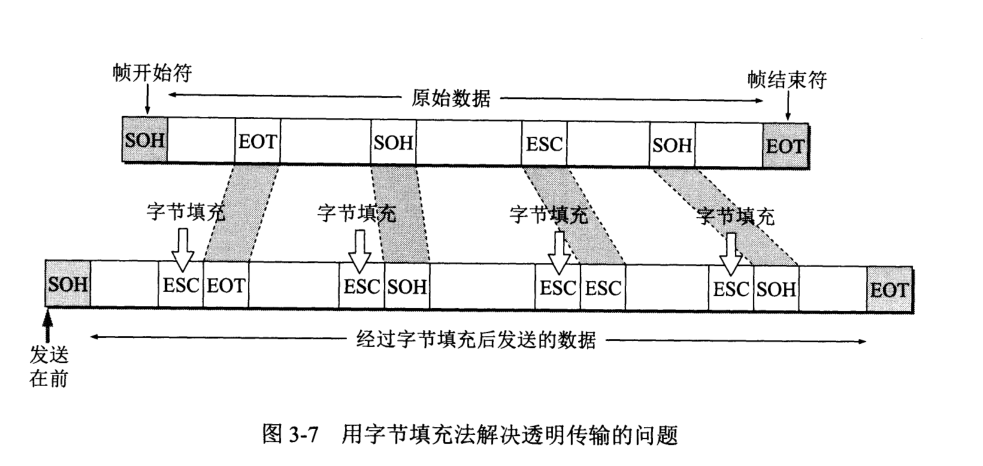 帧开始符
帧结束符
原始数据
SOH EOT SOH ESC SOH EOT
字节填充 字节填充 字节填充 字节填充
SOH ESC EOT ESC SOH ESC ESC ESC SOH EOT
经过字节填充后发送的数据
发送
在前
图 3-7 用字节填充法解决透明传输的问题